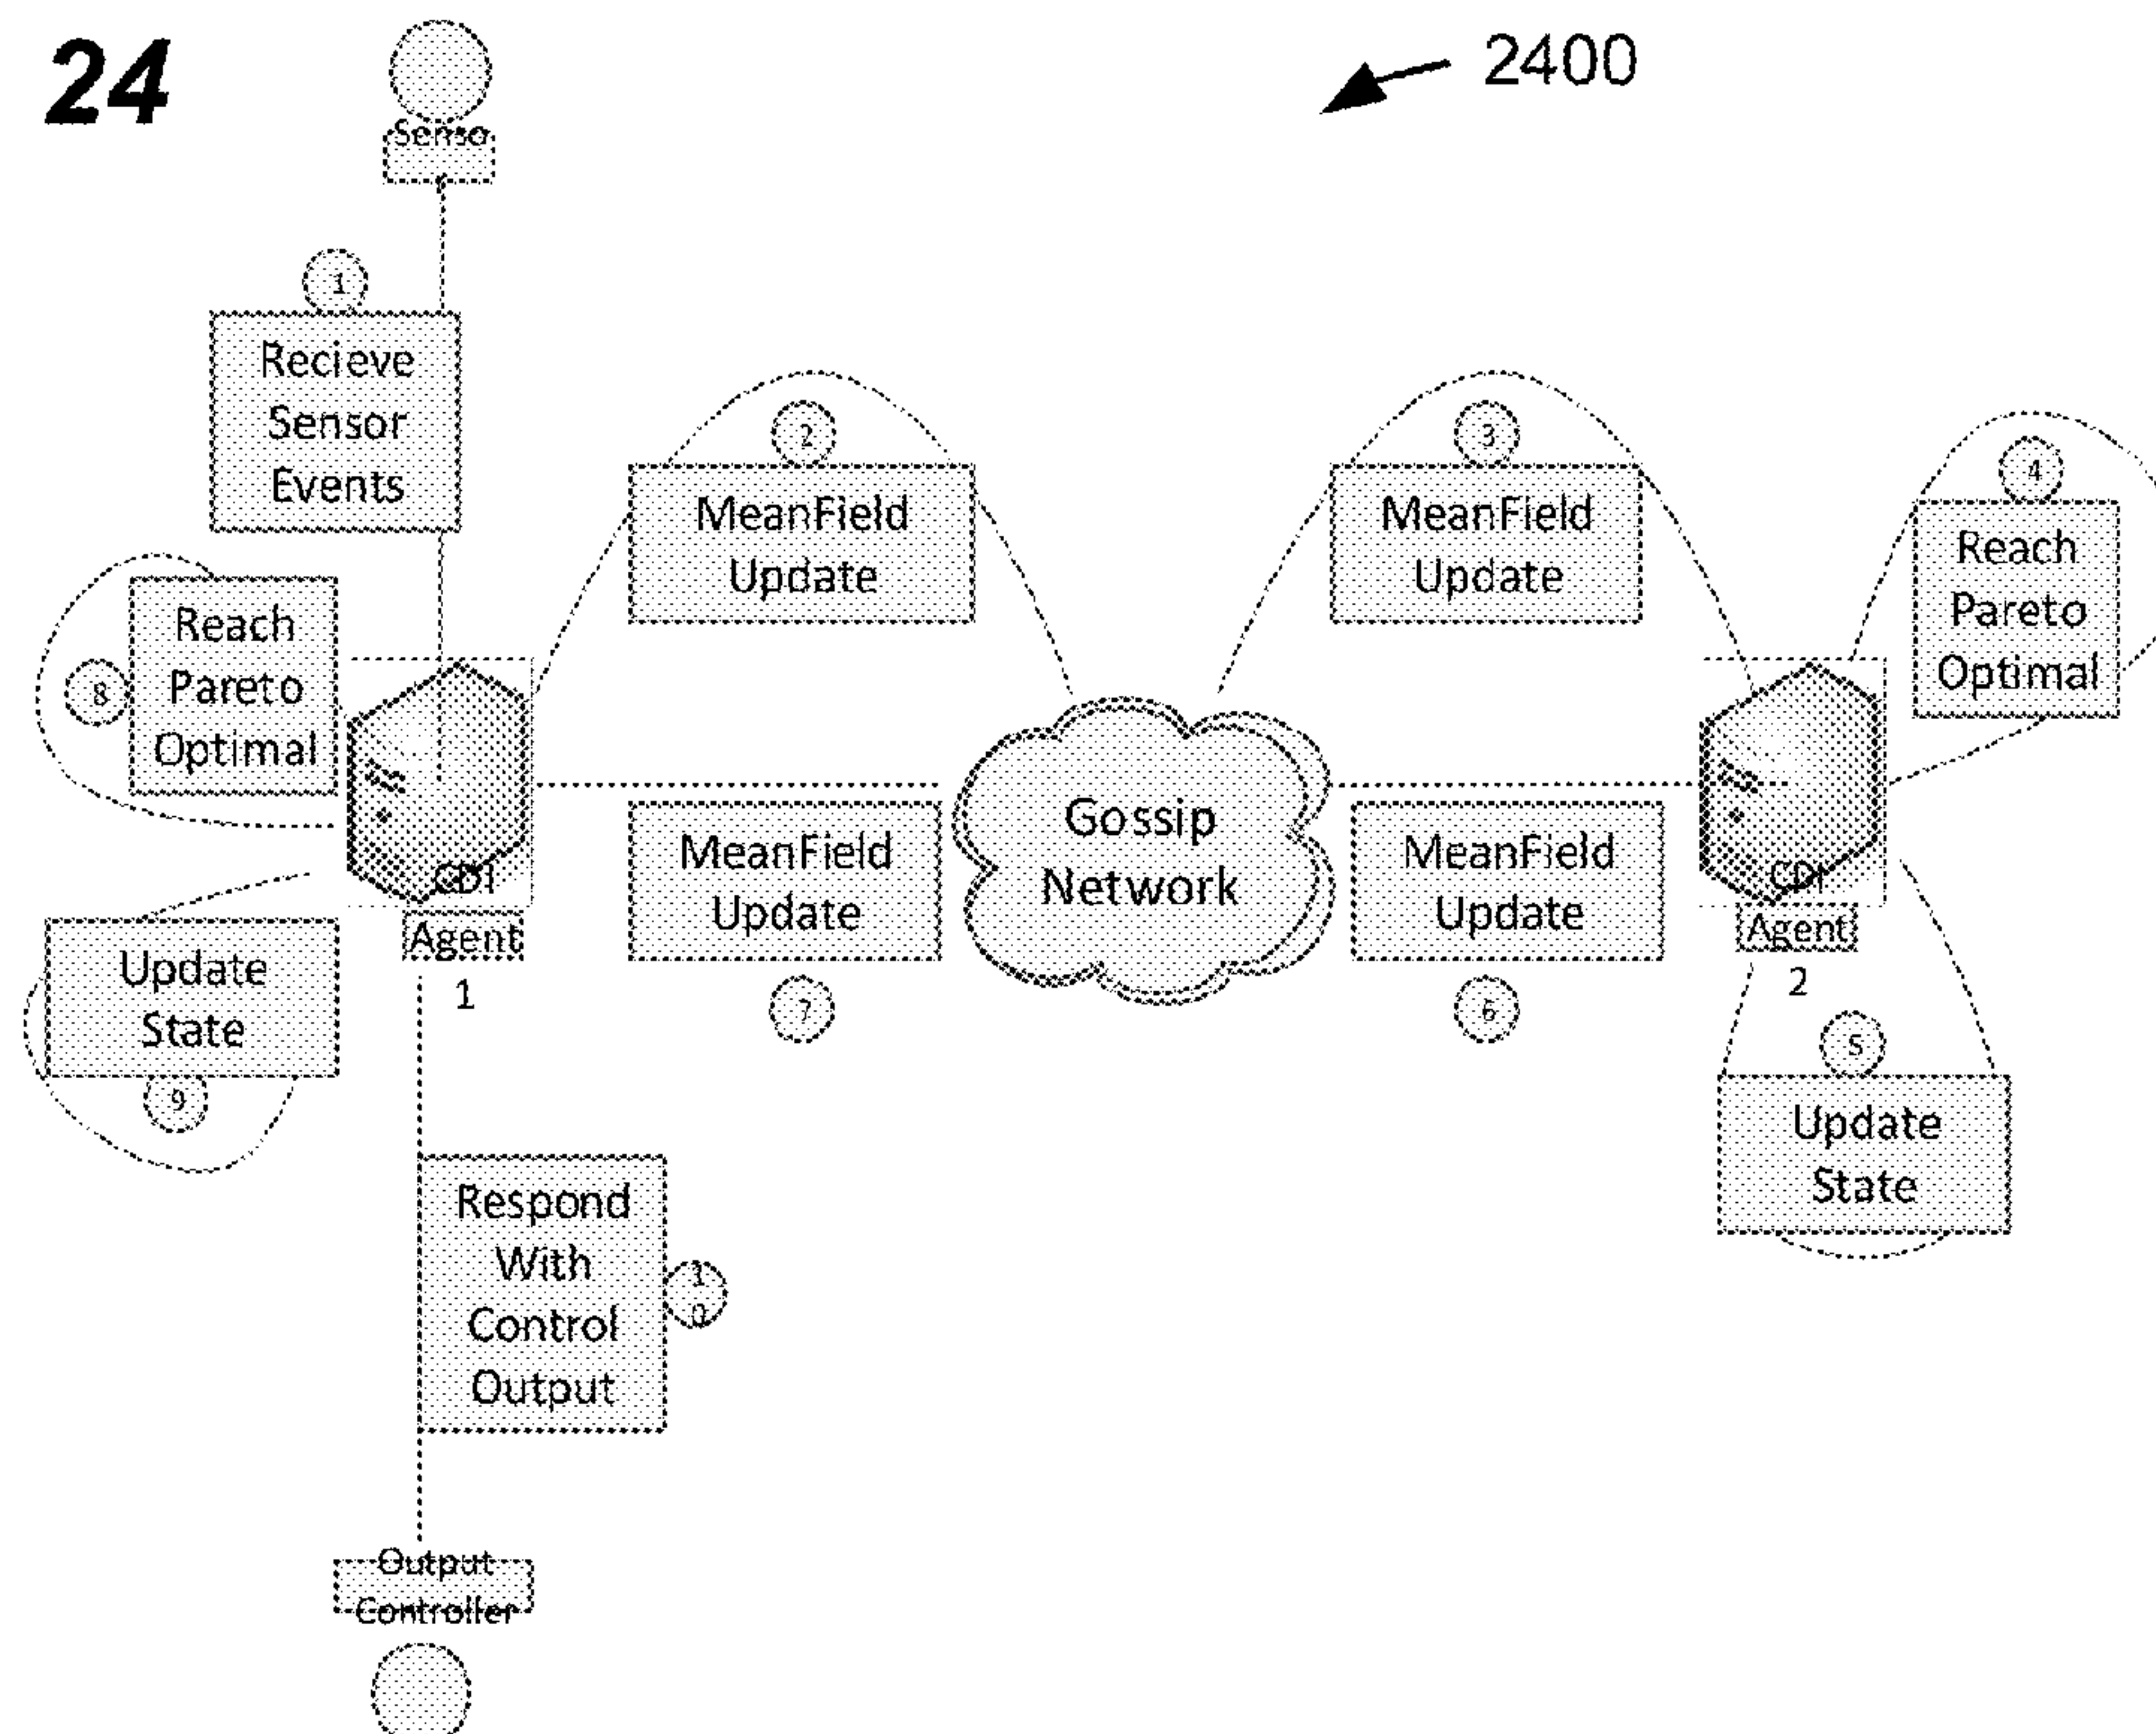 24
2400
Senso
1
Recieve
Sensor
Events
2
MeanField
Update
3
MeanField
Update
4
Reach
Pareto
Optimal
8
Reach
Pareto
Optimal
CDI
Agent
1
MeanField
Update
7
Gossip
Network
MeanField
Update
6
CDI
Agent
2
Update
State
9
5
Update
State
Respond
With
Control
Output
1
0
Output
Controller